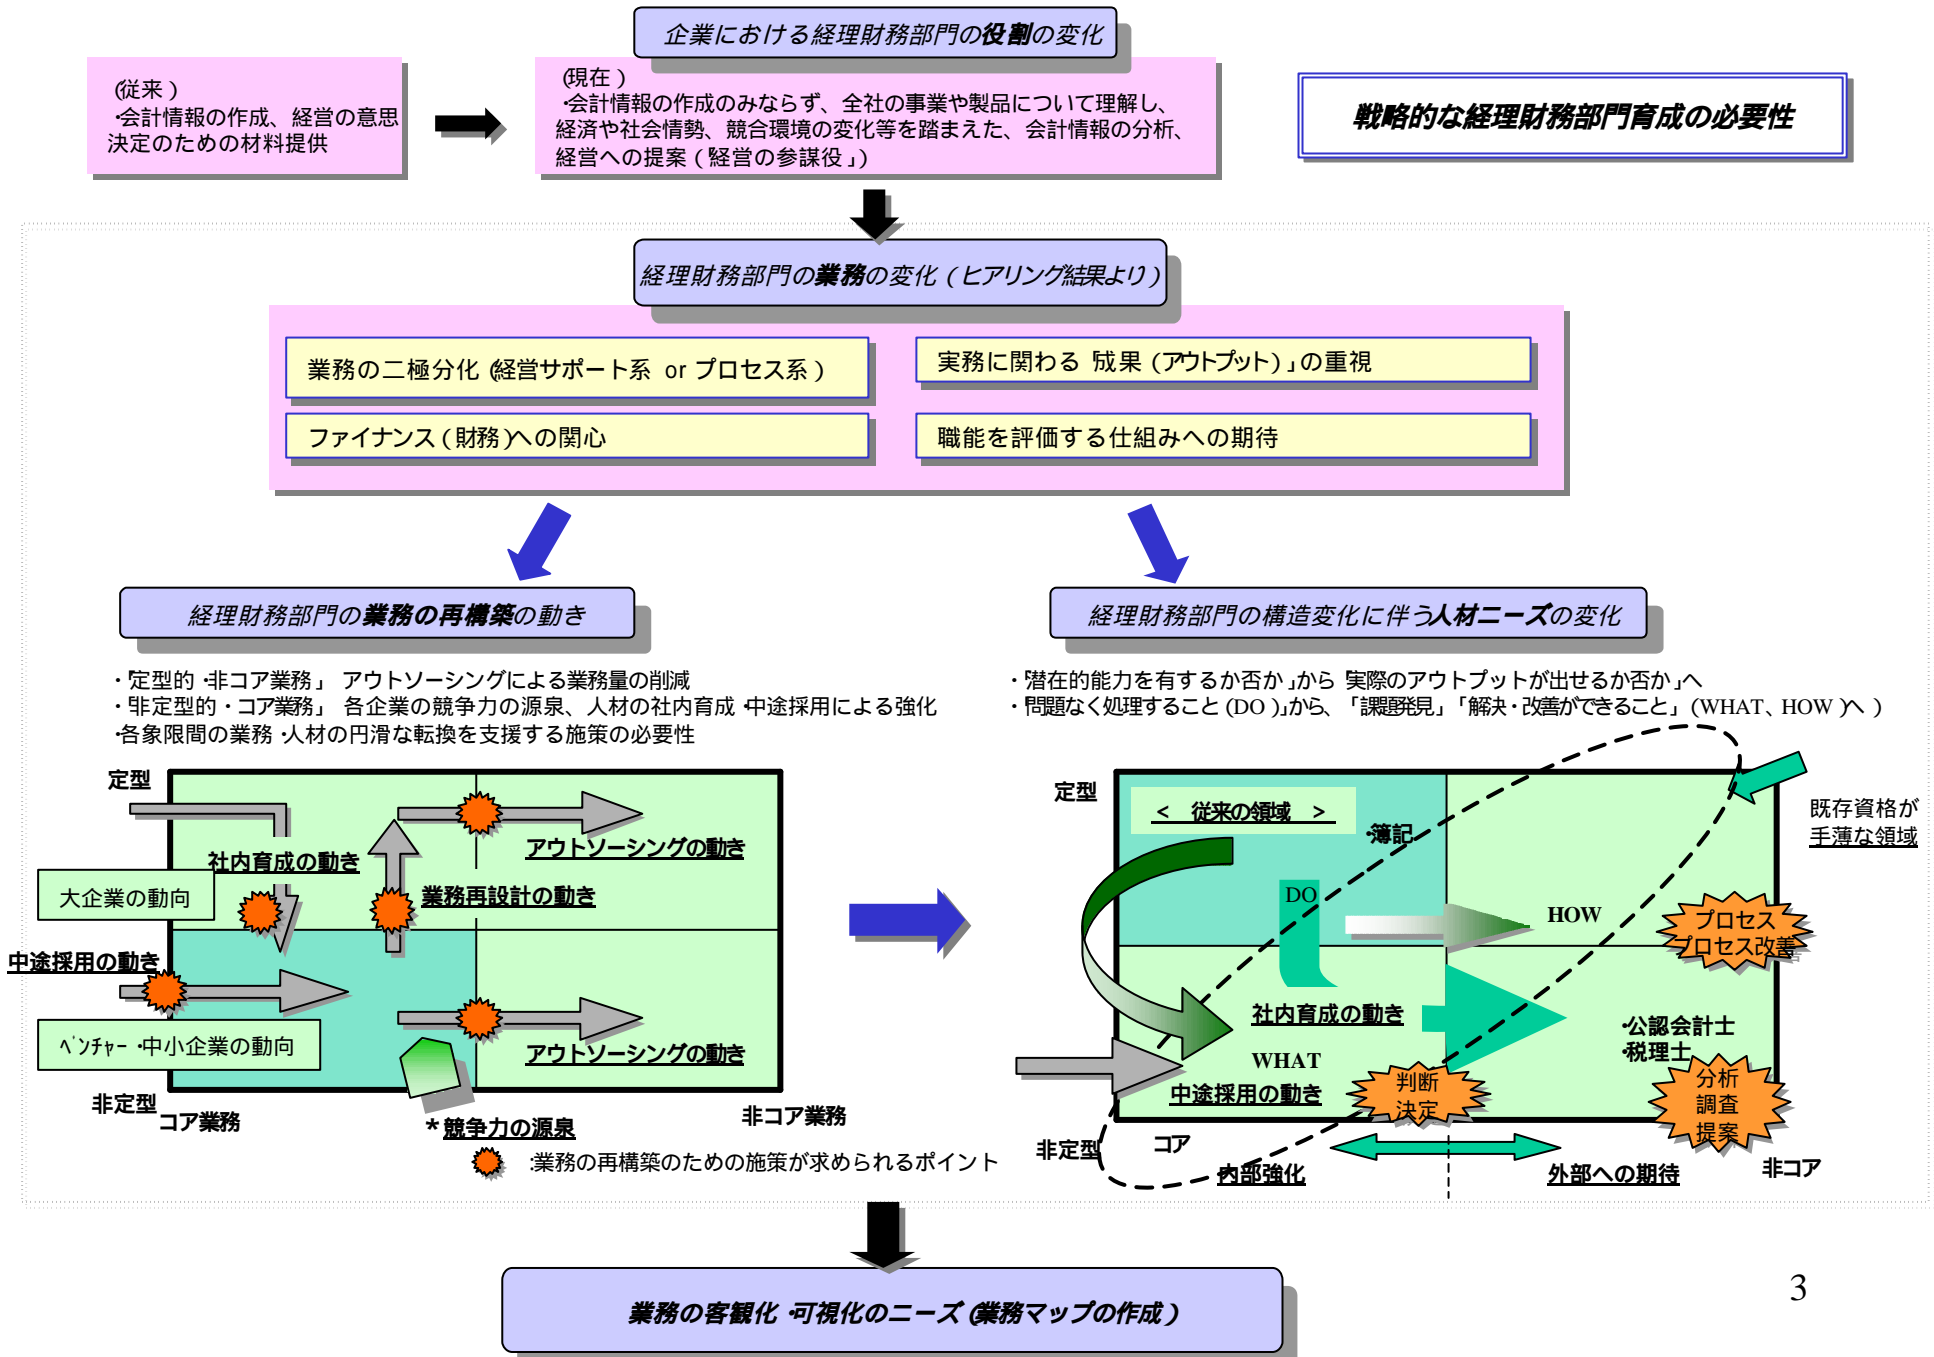 企業における経理財務部門の役割の変化
(従来)
・会計情報の作成、経営の意思
決定のための材料提供
(現在)
・会計情報の作成のみならず、全社の事業や製品について理解し、
経済や社会情勢、競合環境の変化等を踏まえた、会計情報の分析、
経営への提案(「経営の参謀役」)
戦略的な経理財務部門育成の必要性
経理財務部門の業務の変化(ヒアリング結果より)
業務の二極分化(経営サポート系 or プロセス系)
実務に関わる「成果(アウトプット)」の重視
ファイナンス(財務)への関心
職能を評価する仕組みへの期待
経理財務部門の業務の再構築の動き
・「定型的・非コア業務」 アウトソーシングによる業務量の削減
・「非定型的・コア業務」 各企業の競争力の源泉、人材の社内育成・中途採用による強化
・各象限間の業務・人材の円滑な転換を支援する施策の必要性
定型
社内育成の動き
アウトソーシングの動き
大企業の動向
業務再設計の動き
中途採用の動き
ベンチャー・中小企業の動向
アウトソーシングの動き
非定型
コア業務
非コア業務
*競争力の源泉
:業務の再構築のための施策が求められるポイント
経理財務部門の構造変化に伴う人材ニーズの変化
・「潜在的能力を有するか否か」から「実際のアウトプットが出せるか否か」へ
・「問題なく処理すること(DO)」から、「課題発見」「解決・改善ができること」(WHAT、HOW)へ)
定型
< 従来の領域 >
・簿記
既存資格が
手薄な領域
DO
HOW
プロセス
プロセス改善
社内育成の動き
・公認会計士
・税理士
WHAT
中途採用の動き
判断
決定
分析
調査
提案
非定型
コア
非コア
内部強化
外部への期待
業務の客観化・可視化のニーズ(業務マップの作成)
3